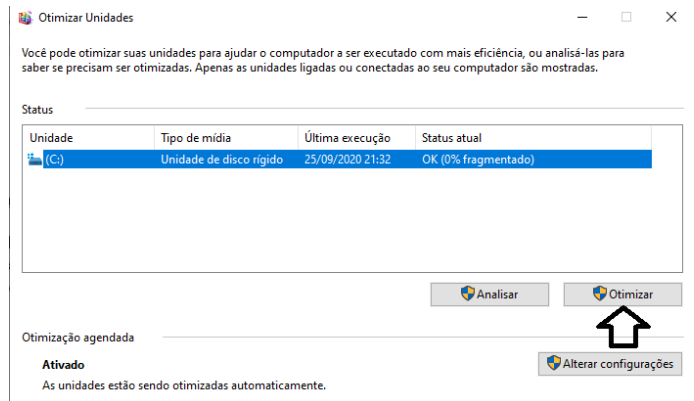 Otimizar Unidades
Você pode otimizar suas unidades para ajudar o computador a ser executado com mais eficiência, ou analisá-las para
saber se precisam ser otimizadas. Apenas as unidades ligadas ou conectadas ao seu computador são mostradas.
Status
Unidade Tipo de mídia Última execução Status atual
(C:) Unidade de disco rígido 25/09/2020 21:32 OK (0% fragmentado)
Analisar Otimizar
Otimização agendada
Ativado Alterar configurações
As unidades estão sendo otimizadas automaticamente.